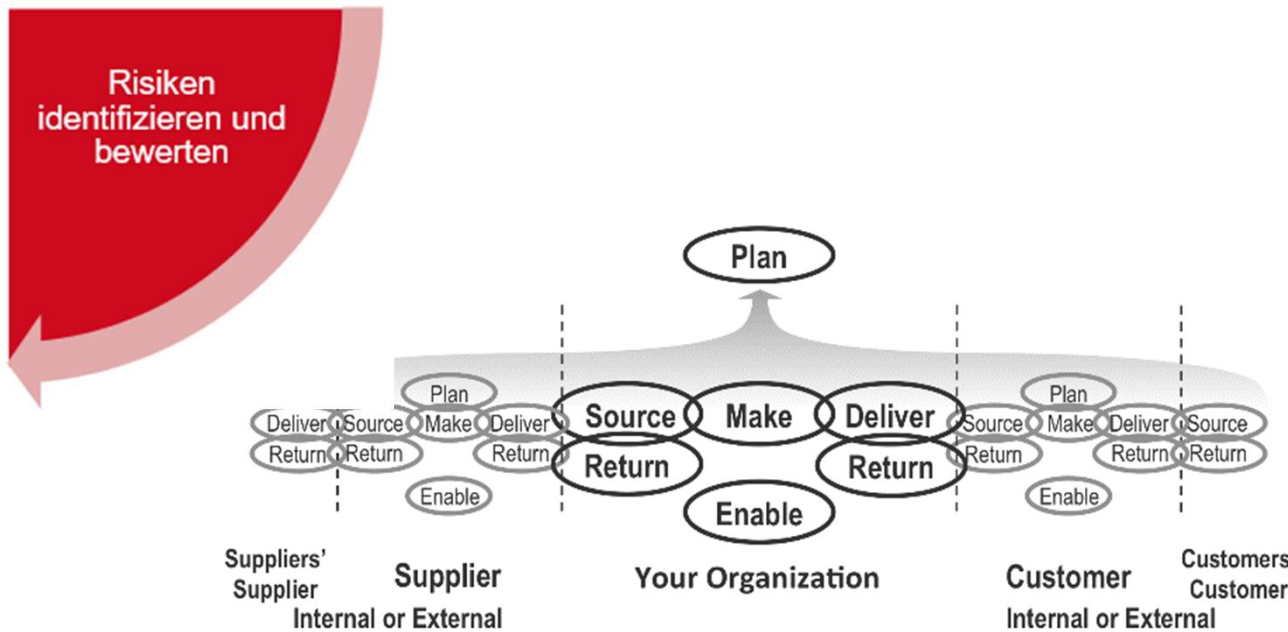 Risiken
identifizieren und
bewerten
Plan
Plan
Plan
Deliver Source Make Deliver Source Make Deliver Source Make Deliver Source
Return Return Return Return Return Return Return Return
Enable Enable Enable
Suppliers’
Supplier
Supplier
Internal or External
Your Organization
Customer
Internal or External
Customers
Customer